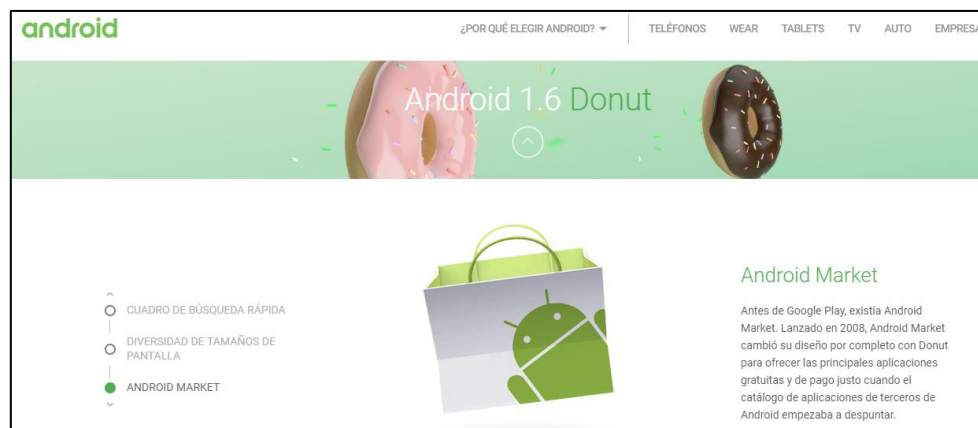 android
¿POR QUÉ ELEGIR ANDROID?
TELÉFONOS
WEAR
TABLETS
TV
AUTO
EMPRESA
Android 1.6 Donut
CUADRO DE BÚSQUEDA RÁPIDA
DIVERSIDAD DE TAMAÑOS DE
PANTALLA
ANDROID MARKET
Android Market
Antes de Google Play, existía Android
Market. Lanzado en 2008, Android Market
cambió su diseño por completo con Donut
para ofrecer las principales aplicaciones
gratuitas y de pago justo cuando el
catálogo de aplicaciones de terceros de
Android empezaba a despuntar.